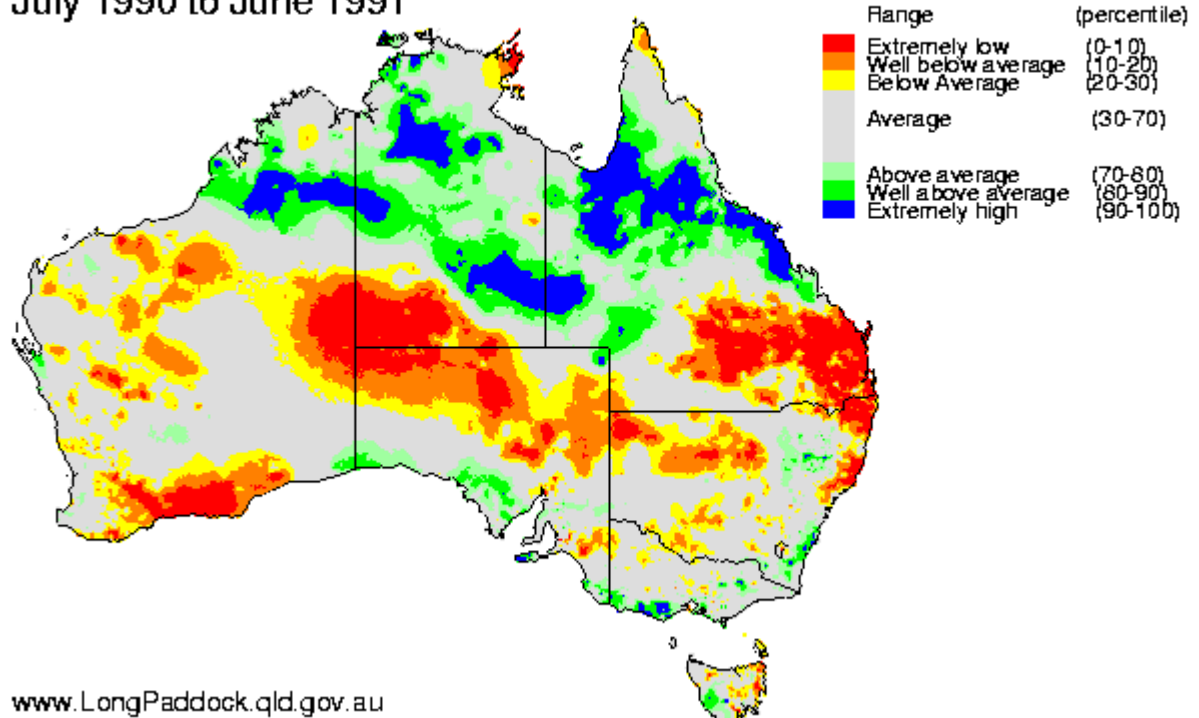 July 1990 to June 1991
Range (percentile)
Extremely low (0-10)
Well below average (10-20)
Below Average (20-30)
Average (30-70)
Above average (70-80)
Well above average (80-90)
Extremely high (90-100)
www.LongPaddock.qld.gov.au